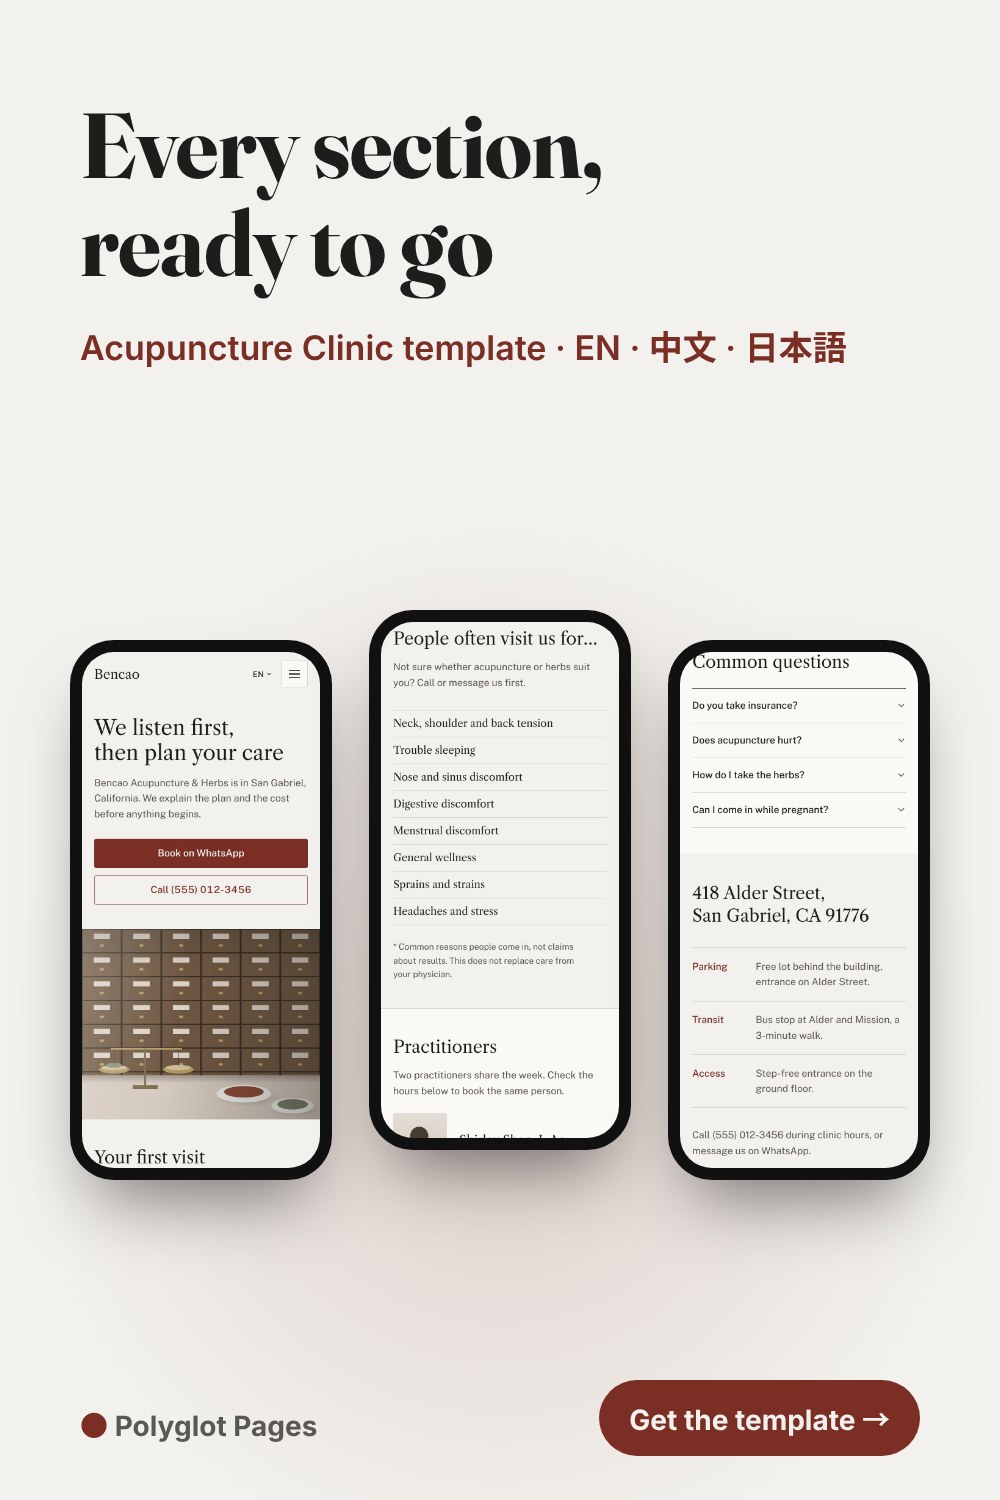 Every section,
ready to go
Acupuncture Clinic template · EN · 中文 · 日本語
Bencao
EN
We listen first,
then plan your care
Bencao Acupuncture & Herbs is in San Gabriel,
California. We explain the plan and the cost
before anything begins.
Book on WhatsApp
Call (555) 012-3456
Your first visit
People often visit us for...
Not sure whether acupuncture or herbs suit
you? Call or message us first.
Neck, shoulder and back tension
Trouble sleeping
Nose and sinus discomfort
Digestive discomfort
Menstrual discomfort
General wellness
Sprains and strains
Headaches and stress
* Common reasons people come in, not claims
about results. This does not replace care from
your physician.
Practitioners
Two practitioners share the week. Check the
hours below to book the same person.
Common questions
Do you take insurance?
Does acupuncture hurt?
How do I take the herbs?
Can I come in while pregnant?
418 Alder Street,
San Gabriel, CA 91776
Parking
Free lot behind the building,
entrance on Alder Street.
Transit
Bus stop at Alder and Mission, a
3-minute walk.
Access
Step-free entrance on the
ground floor.
Call (555) 012-3456 during clinic hours, or
message us on WhatsApp.
Polyglot Pages
Get the template →